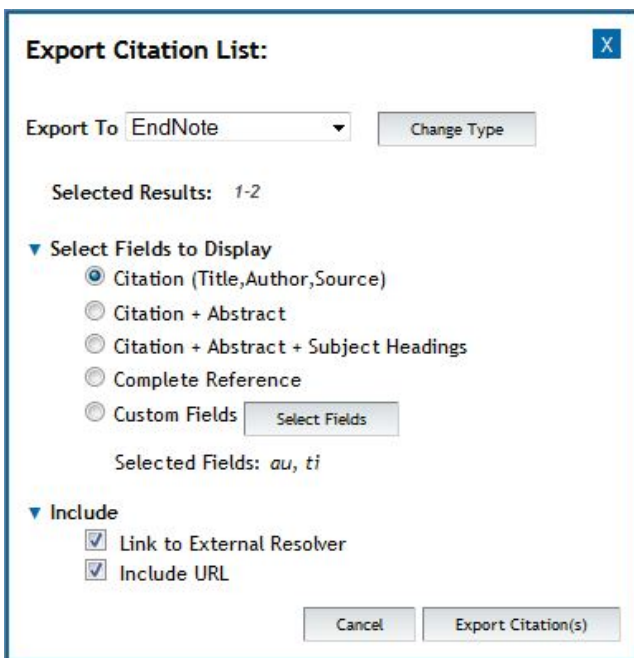 Export Citation List:
X
Export To EndNote Change Type
Selected Results: 1-2
Select Fields to Display
Citation (Title,Author,Source)
Citation + Abstract
Citation + Abstract + Subject Headings
Complete Reference
Custom Fields Select Fields
Selected Fields: au, ti
Include
Link to External Resolver
Include URL
Cancel Export Citation(s)